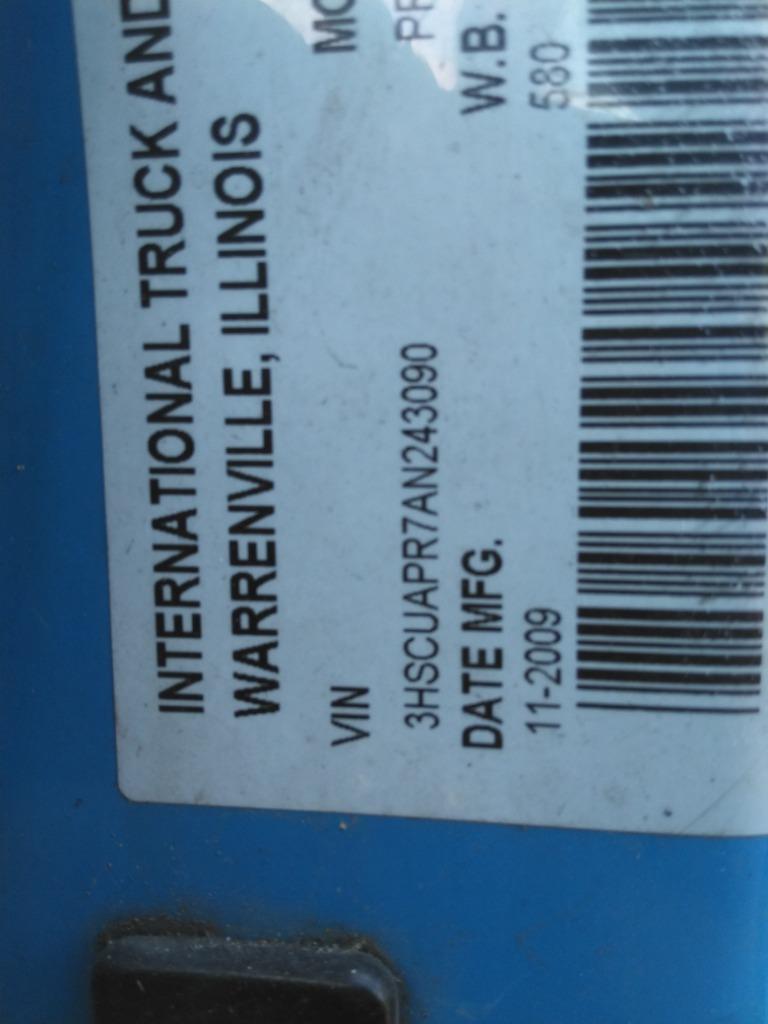 INTERNATIONAL TRUCK AND
WARRENVILLE, ILLINOIS
VIN
3HSCUAPR7AN243090
DATE MFG.
W.B.
11-2009
580